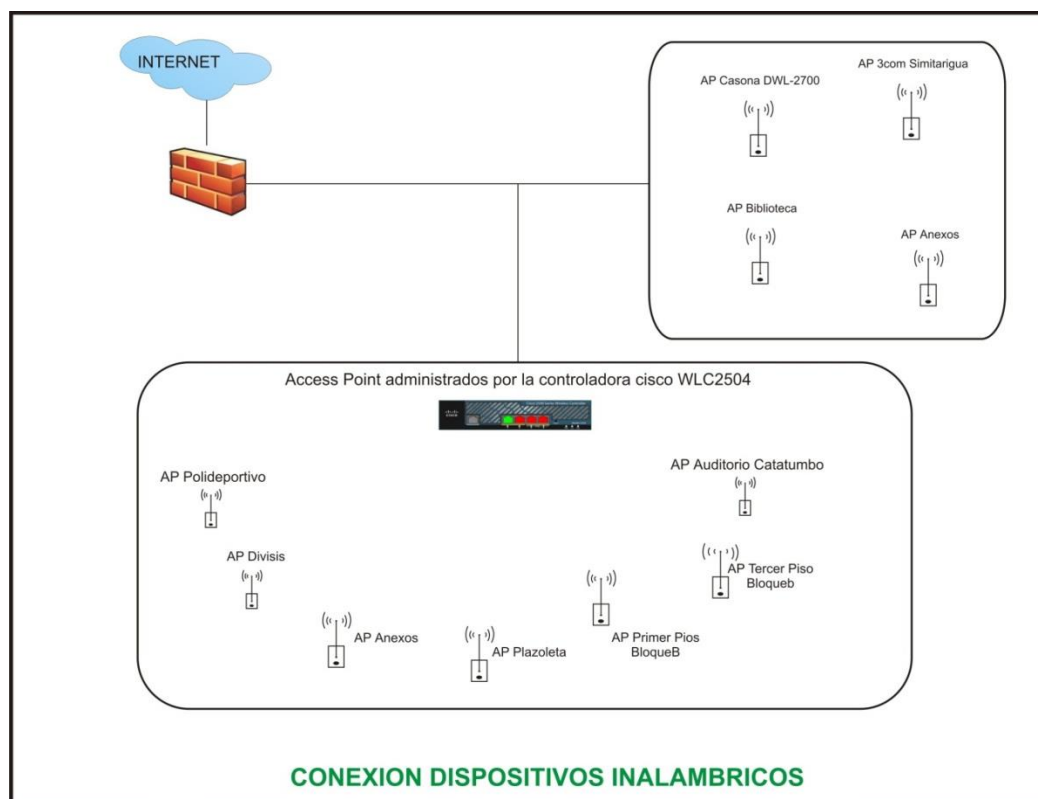 INTERNET
AP 3com Simitarigua
AP Casona DWL-2700
AP Biblioteca
AP Anexos
Access Point administrados por la controladora cisco WLC2504
AP Auditorio Catatumbo
AP Polideportivo
AP Divisis
AP Tercer Piso
Bloqueb
AP Anexos
AP Plazoleta
AP Primer Pios
BloqueB
CONEXION DISPOSITIVOS INALAMBRICOS